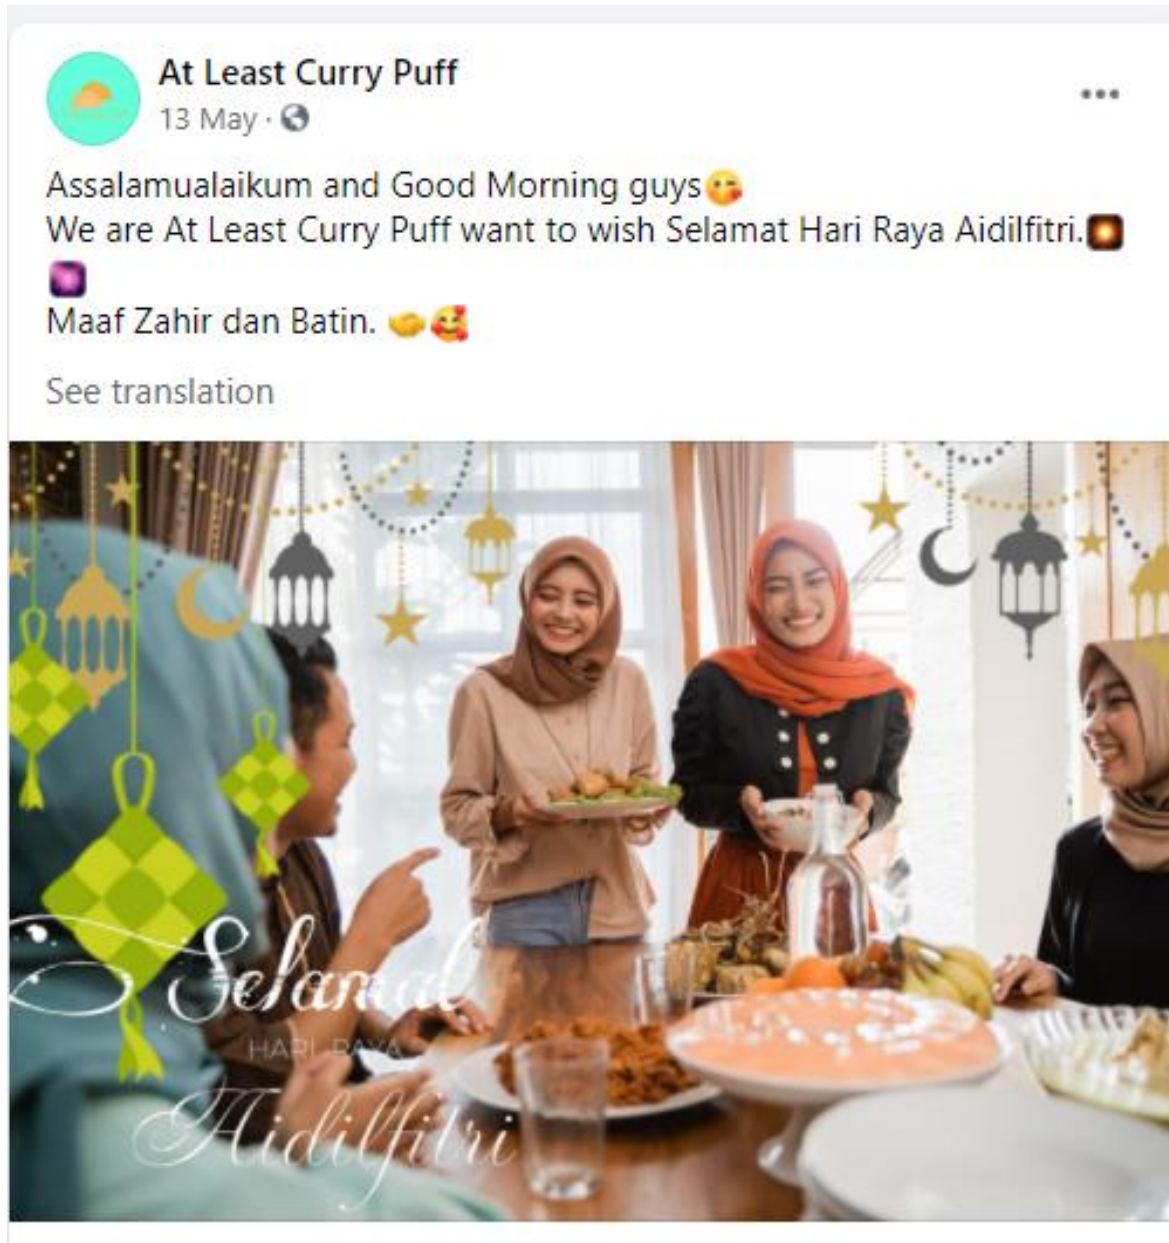 At Least Curry Puff
13 May ·
Assalamualaikum and Good Morning guys😘
We are At Least Curry Puff want to wish Selamat Hari Raya Aidilfitri.🎇
🎆
Maaf Zahir dan Batin. 🤝🥰
See translation
Selamat
HARI RAYA
Aidilfitri